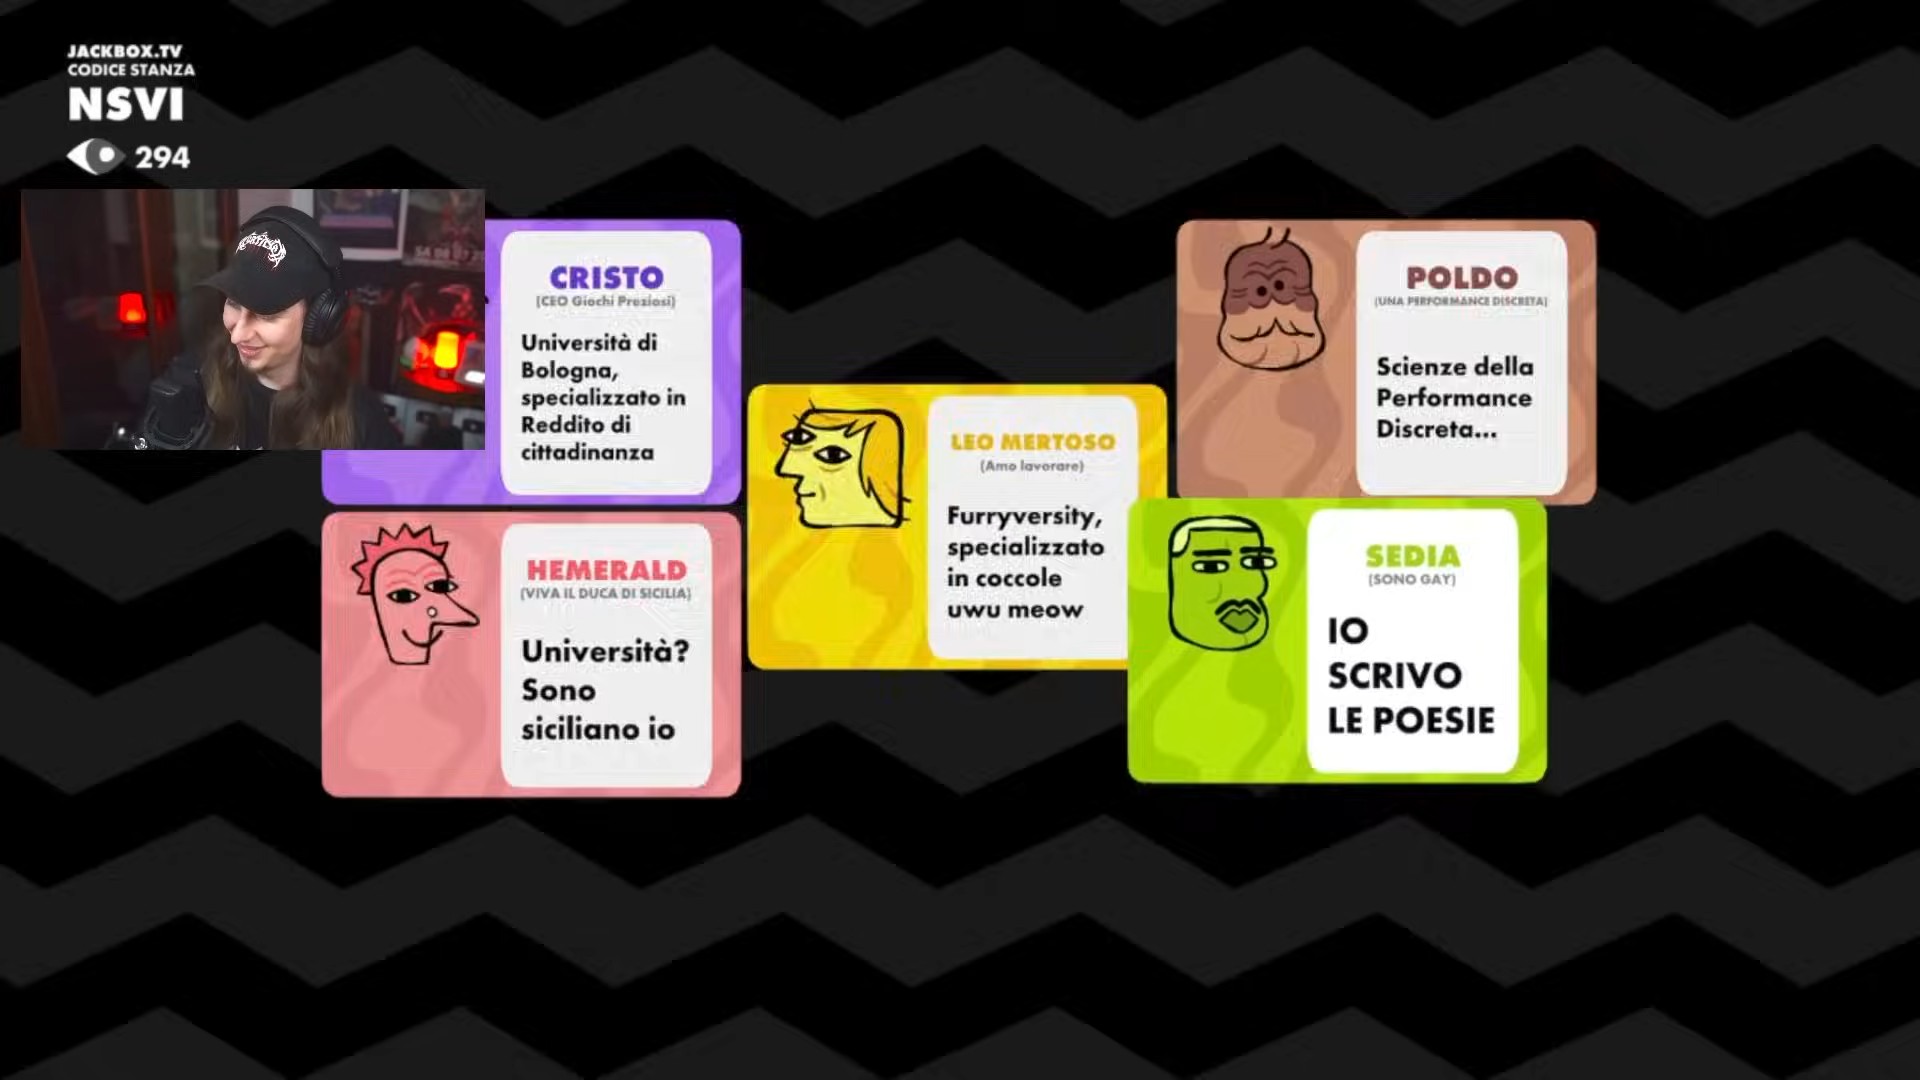 JACKBOX.TV
CODICE STANZA
NSVI
294
CRISTO
(CEO Giochi Preziosi)
Università di
Bologna,
specializzato in
Reddito di
cittadinanza
HEMERALD
(VIVA IL DUCA DI SICILIA)
Università?
Sono
siciliano io
LEO MERTOSO
(Amo lavorare)
Furryversity,
specializzato
in coccole
uwu meow
POLDO
(UNA PERFORMANCE DISCRETA)
Scienze della
Performance
Discreta...
SEDIA
(SONO GAY)
IO
SCRIVO
LE POESIE